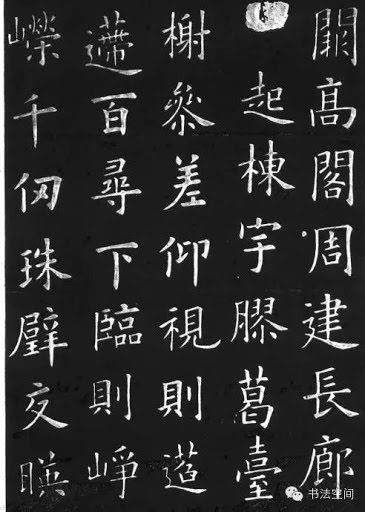 闕高閣周建長廊
起棟宇膠葛臺
榭參差仰視則迢
遰百尋下臨則崢
嶸千仞珠璧交暎
书法空间